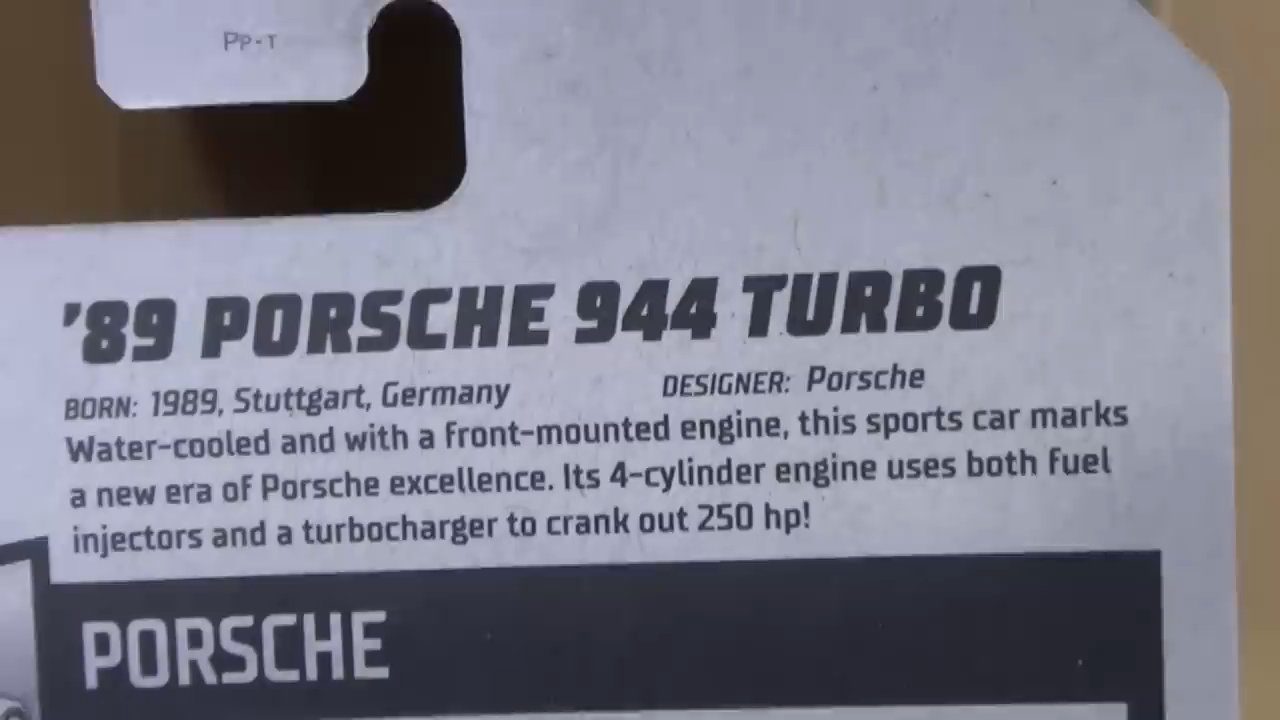 PP-T
'89 PORSCHE 944 TURBO
BORN: 1989, Stuttgart, Germany DESIGNER: Porsche
Water-cooled and with a front-mounted engine, this sports car marks
a new era of Porsche excellence. Its 4-cylinder engine uses both fuel
injectors and a turbocharger to crank out 250 hp!
PORSCHE